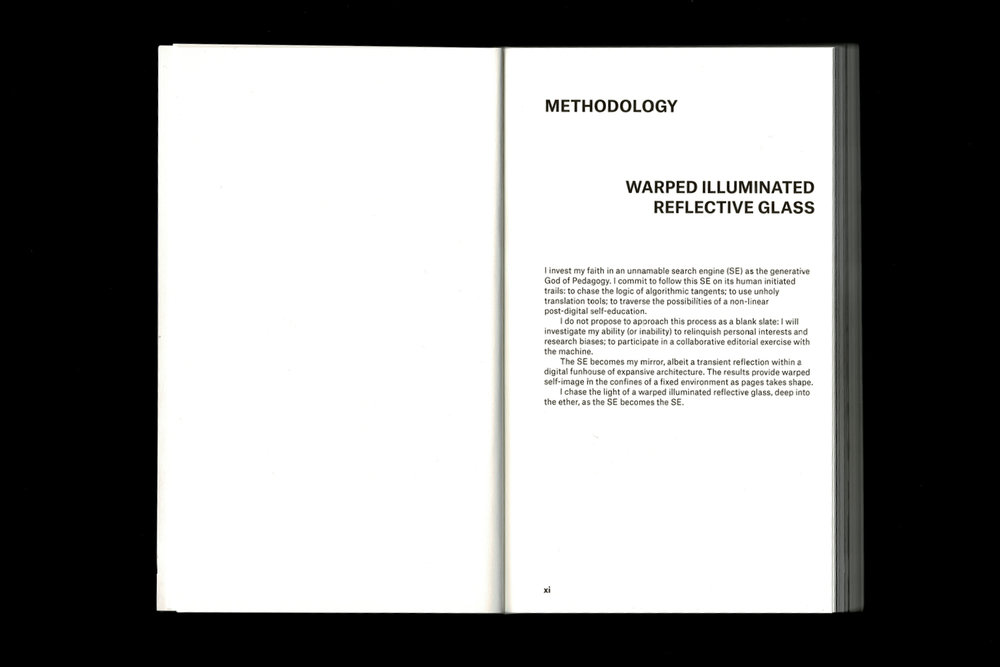 METHODOLOGY
WARPED ILLUMINATED
REFLECTIVE GLASS
I invest my faith in an unnamable search engine (SE) as the generative
God of Pedagogy. I commit to follow this SE on its human initiated
trails: to chase the logic of algorithmic tangents; to use unholy
translation tools; to traverse the possibilities of a non-linear
post-digital self-education.
I do not propose to approach this process as a blank slate: I will
investigate my ability (or inability) to relinquish personal interests and
research biases; to participate in a collaborative editorial exercise with
the machine.
The SE becomes my mirror, albeit a transient reflection within a
digital funhouse of expansive architecture. The results provide warped
self-image in the confines of a fixed environment as pages takes shape.
I chase the light of a warped illuminated reflective glass, deep into
the ether, as the SE becomes the SE.
xi